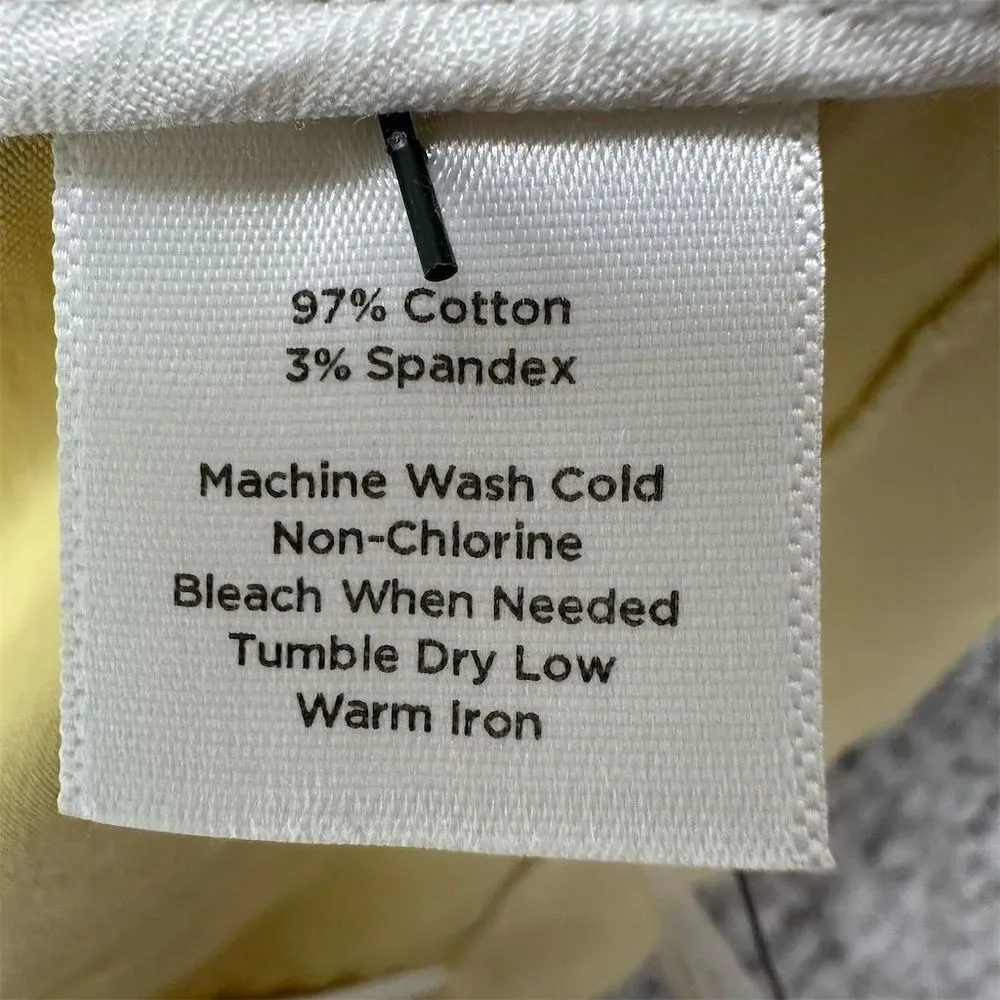 97% Cotton
3% Spandex
Machine Wash Cold
Non-Chlorine
Bleach When Needed
Tumble Dry Low
Warm Iron